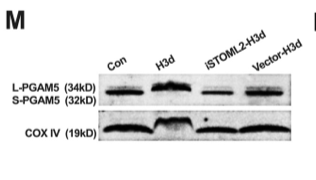 M
Con H3d iSTOML2-H3d Vector-H3d
L-PGAM5 (34kD)
S-PGAM5 (32kD)
COX IV (19kD)